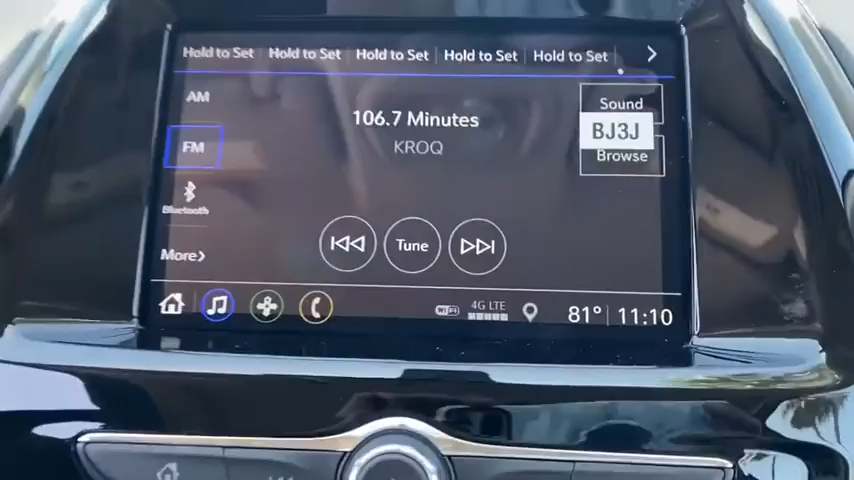 Hold to Set Hold to Set Hold to Set Hold to Set Hold to Set >
AM
106.7 Minutes
Sound
FM
KROQ
BJ3J
Browse
Bluetooth
Tune
More>
WiFi 4G LTE 81° 11:10